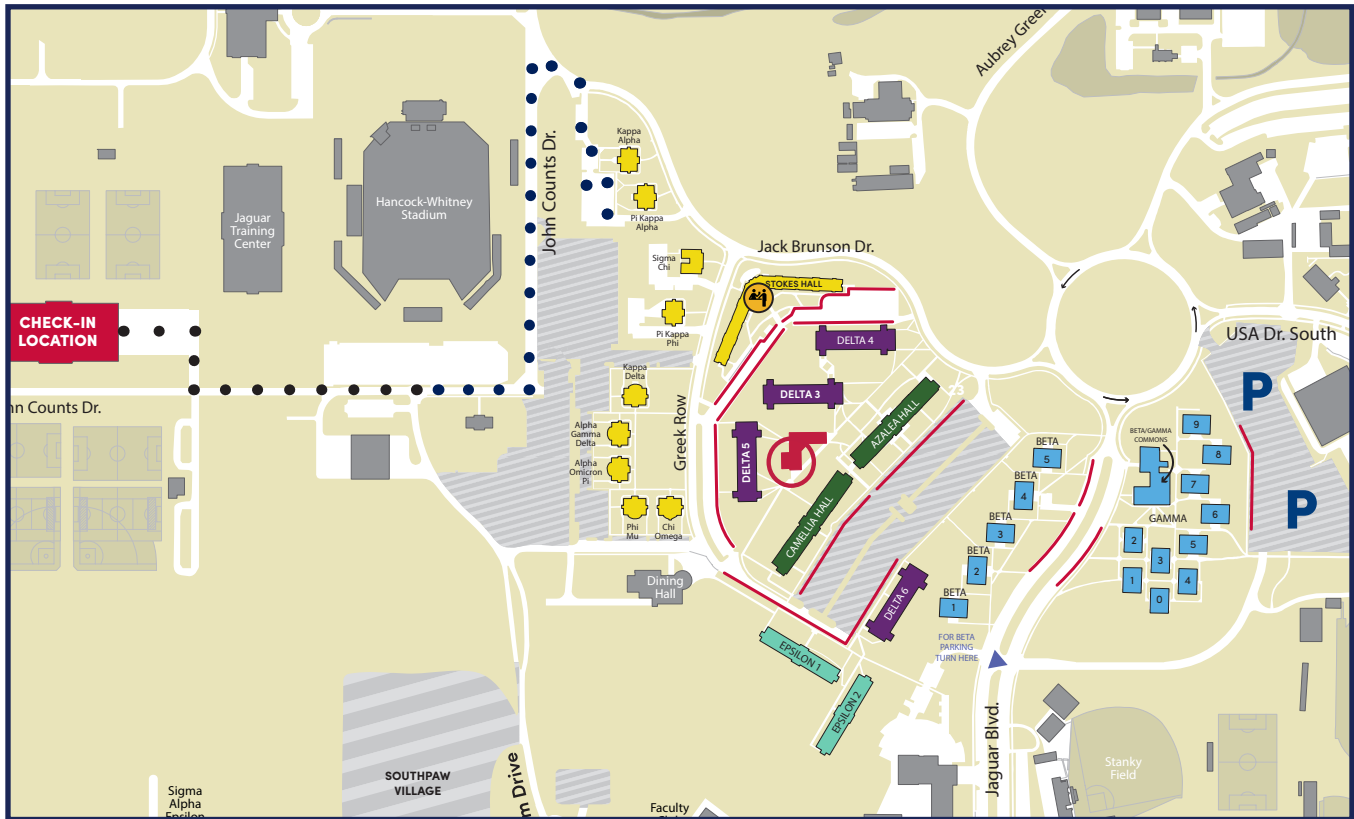 Aubrey Green
John Counts Dr.
Kappa
Alpha
Pi Kappa
Alpha
Hancock-Whitney
Stadium
Jaguar
Training
Center
Jack Brunson Dr.
Sigma
Chi
STOKES HALL
CHECK-IN
LOCATION
Pi Kappa
Phi
DELTA 4
USA Dr. South
Kappa
Delta
DELTA 3
P
nn Counts Dr.
Greek Row
AZALEA HALL
23
Alpha
Gamma
Delta
BETA
5
BETA/GAMMA
COMMONS
9
8
Alpha
Omicron
Pi
DELTA 5
BETA
4
7
P
Phi
Mu
Chi
Omega
CAMELLIA HALL
BETA
3
GAMMA
6
2
5
3
BETA
2
1
4
0
Dining
Hall
DELTA 6
BETA
1
EPSILON 1
FOR BETA
PARKING
TURN HERE
EPSILON 2
Jaguar Blvd.
Stanky
Field
SOUTHPAW
VILLAGE
m Drive
Sigma
Alpha
Epsilon
Faculty